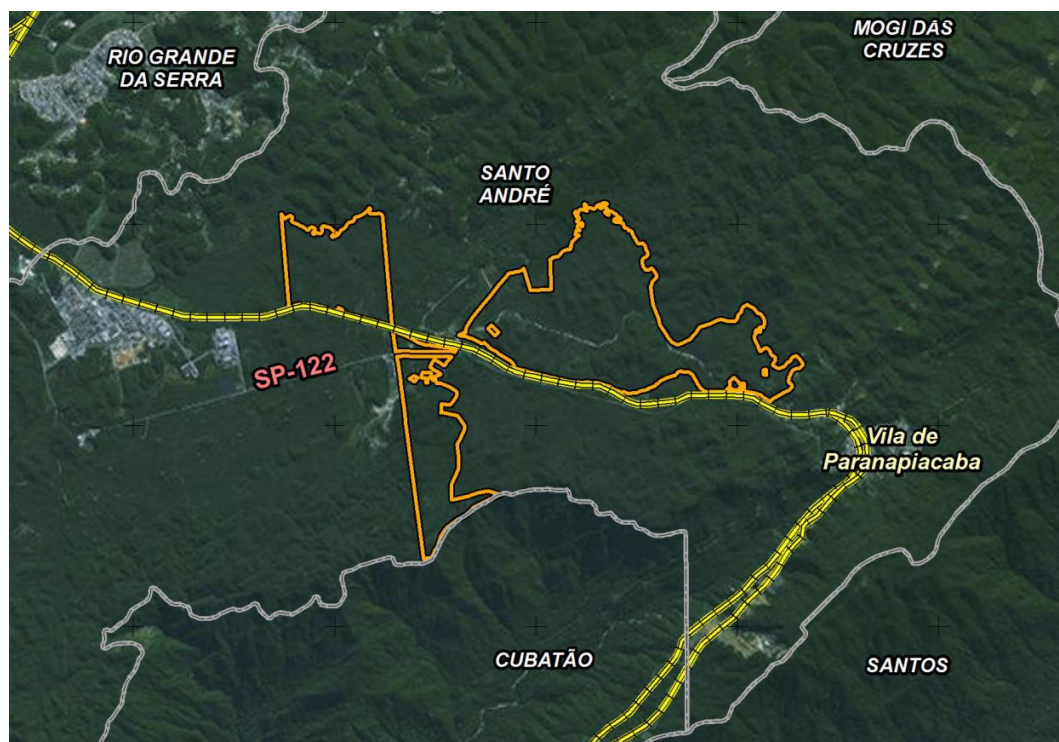 RIO GRANDE
DA SERRA
MOGI DAS
CRUZES
SANTO
ANDRÉ
SP-122
Vila de
Paranapiacaba
CUBATÃO
SANTOS